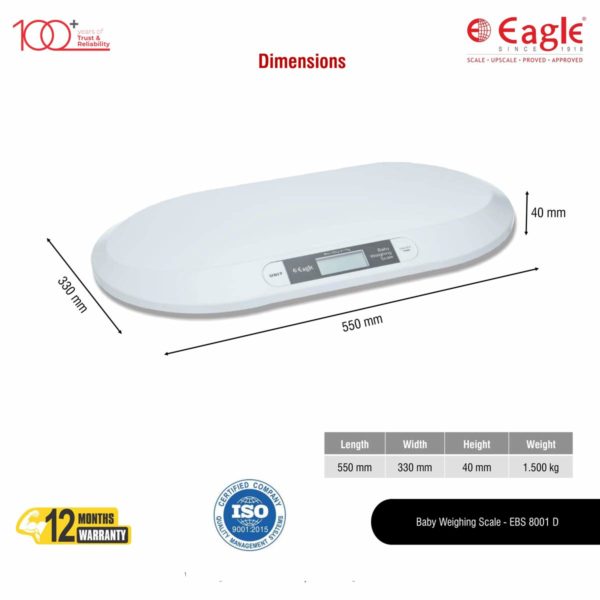 100+ years of
Trust &
Reliability
Eagle
SINCE 1918
SCALE - UPSCALE - PROVED - APPROVED
Dimensions
40 mm
UNIT
Eagle
Baby
Weighing
Scale
330 mm
550 mm
Length Width Height Weight
550 mm 330 mm 40 mm 1.500 kg
12 MONTHS
WARRANTY
CERTIFIED COMPANY
ISO
9001:2015
QUALITY MANAGEMENT SYSTEMS
Baby Weighing Scale - EBS 8001 D